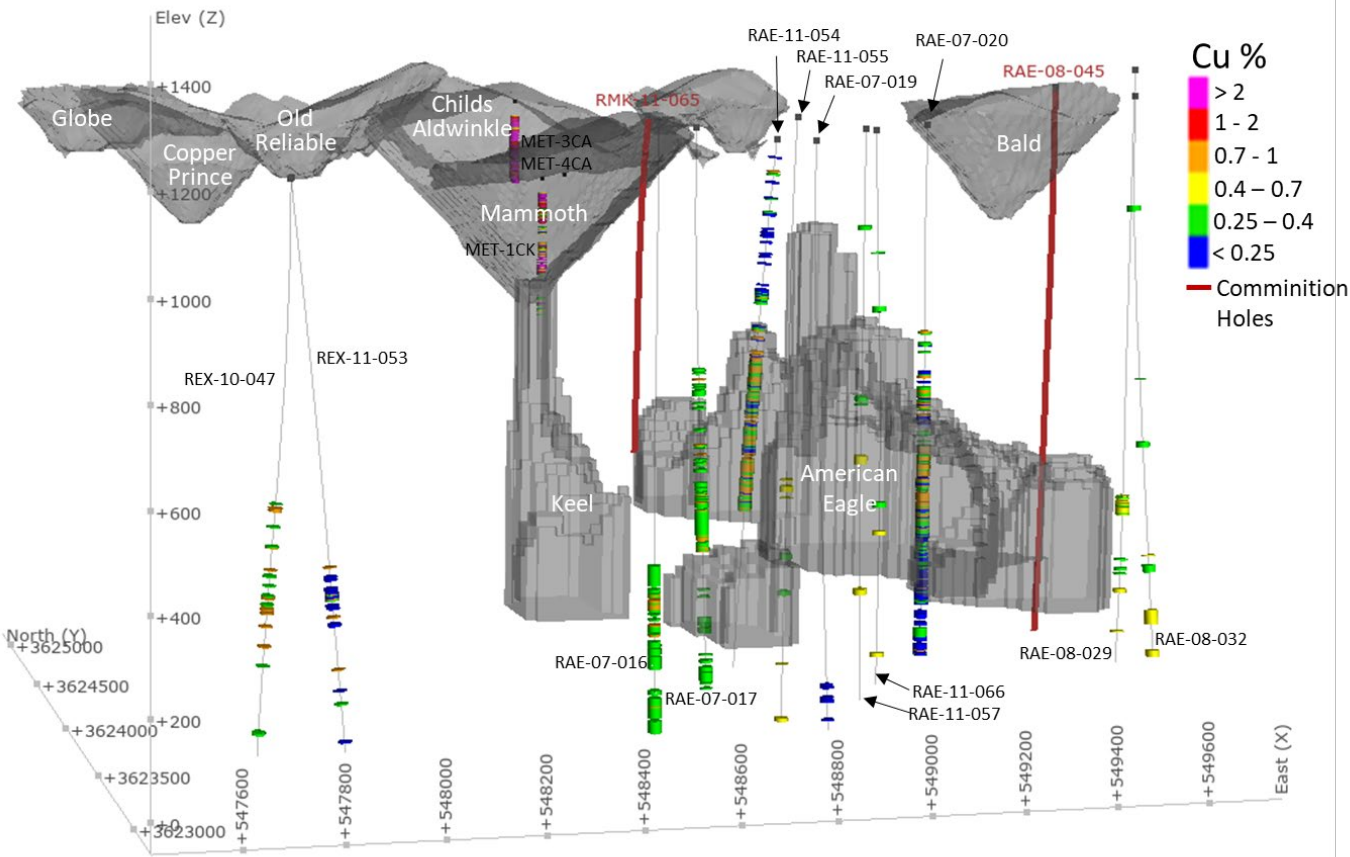 Elev (Z)
+1400
+1200
+1000
+800
+600
+400
+200
+0
North (Y)
+3625000
+3624500
+3624000
+3623500
+3623000
+547600
+547800
+548000
+548200
+548400
+548600
+548800
+549000
+549200
+549400
+549600
East (X)
Globe
Copper
Prince
Old
Reliable
Childs
Aldwinkle
Mammoth
Keel
American
Eagle
Bald
MET-3CA
MET-4CA
MET-1CK
REX-10-047
REX-11-053
RMK-11-065
RAE-11-054
RAE-11-055
RAE-07-019
RAE-07-020
RAE-08-045
RAE-07-016
RAE-07-017
RAE-11-066
RAE-11-057
RAE-08-029
RAE-08-032
Cu %
> 2
1 - 2
0.7 - 1
0.4 – 0.7
0.25 – 0.4
< 0.25
Comminition
Holes